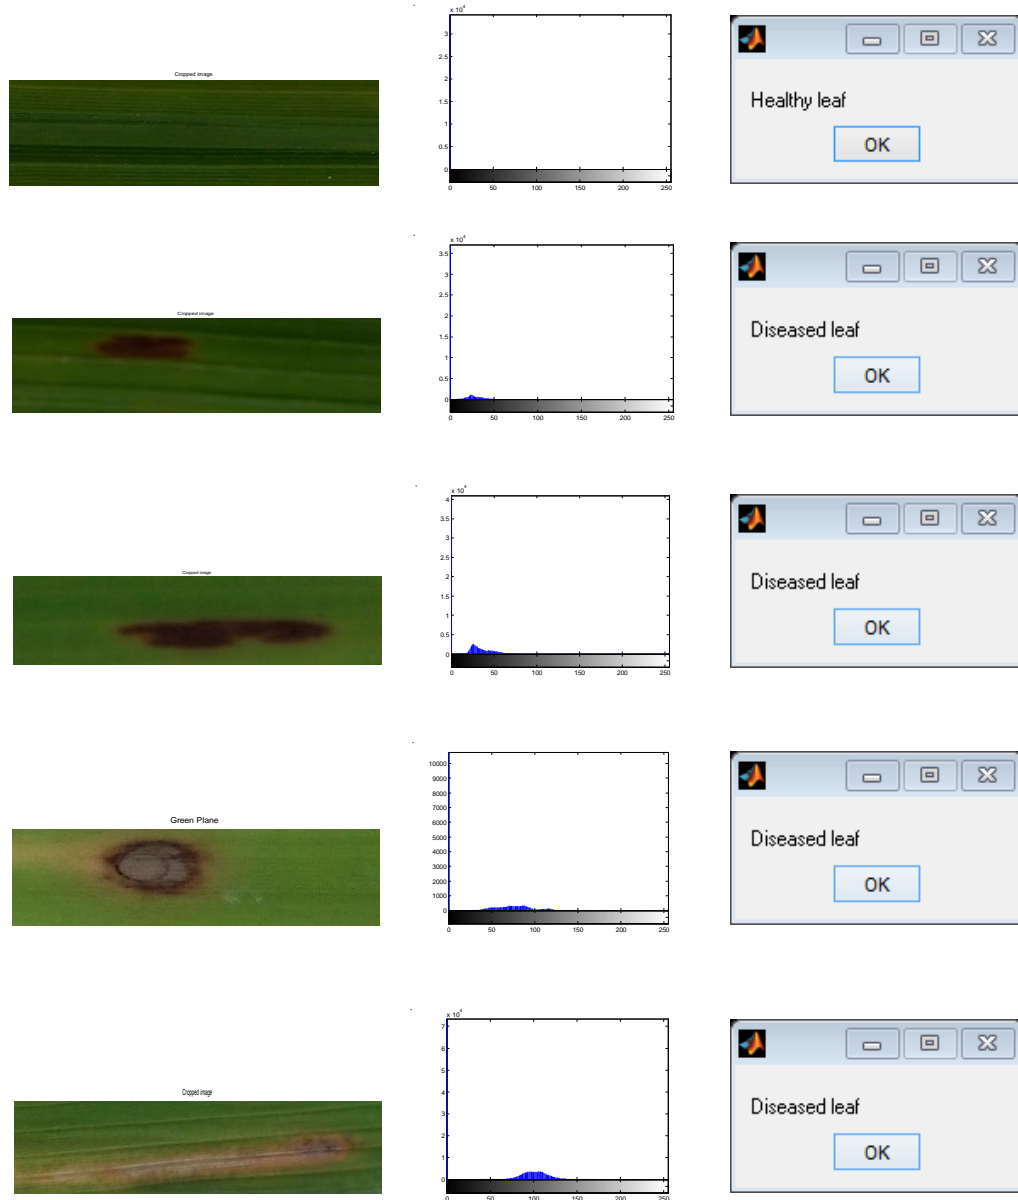 Cropped image
x 10^4
3
2.5
2
1.5
1
0.5
0
0 50 100 150 200 250
Healthy leaf
OK
Cropped image
x 10^4
3.5
3
2.5
2
1.5
1
0.5
0
0 50 100 150 200 250
Diseased leaf
OK
Cropped image
x 10^4
4
3.5
3
2.5
2
1.5
1
0.5
0
0 50 100 150 200 250
Diseased leaf
OK
Green Plane
10000
9000
8000
7000
6000
5000
4000
3000
2000
1000
0
0 50 100 150 200 250
Diseased leaf
OK
Cropped image
x 10^4
7
6
5
4
3
2
1
0
0 50 100 150 200 250
Diseased leaf
OK